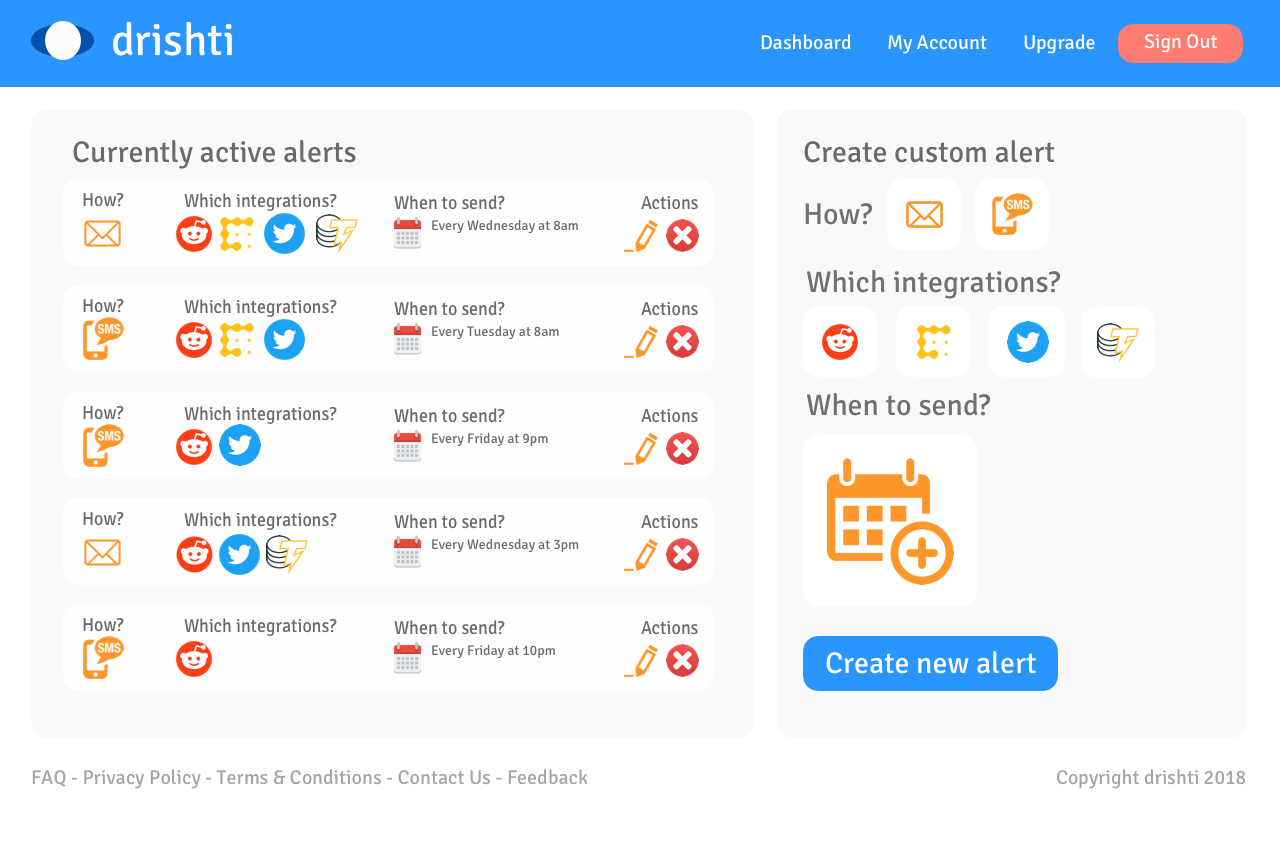 drishti
Dashboard My Account Upgrade Sign Out
Currently active alerts
How? Which integrations? When to send? Actions
Every Wednesday at 8am
How? Which integrations? When to send? Actions
SMS Every Tuesday at 8am
How? Which integrations? When to send? Actions
SMS Every Friday at 9pm
How? Which integrations? When to send? Actions
Every Wednesday at 3pm
How? Which integrations? When to send? Actions
SMS Every Friday at 10pm
Create custom alert
How? SMS
Which integrations?
When to send?
Create new alert
FAQ - Privacy Policy - Terms & Conditions - Contact Us - Feedback
Copyright drishti 2018